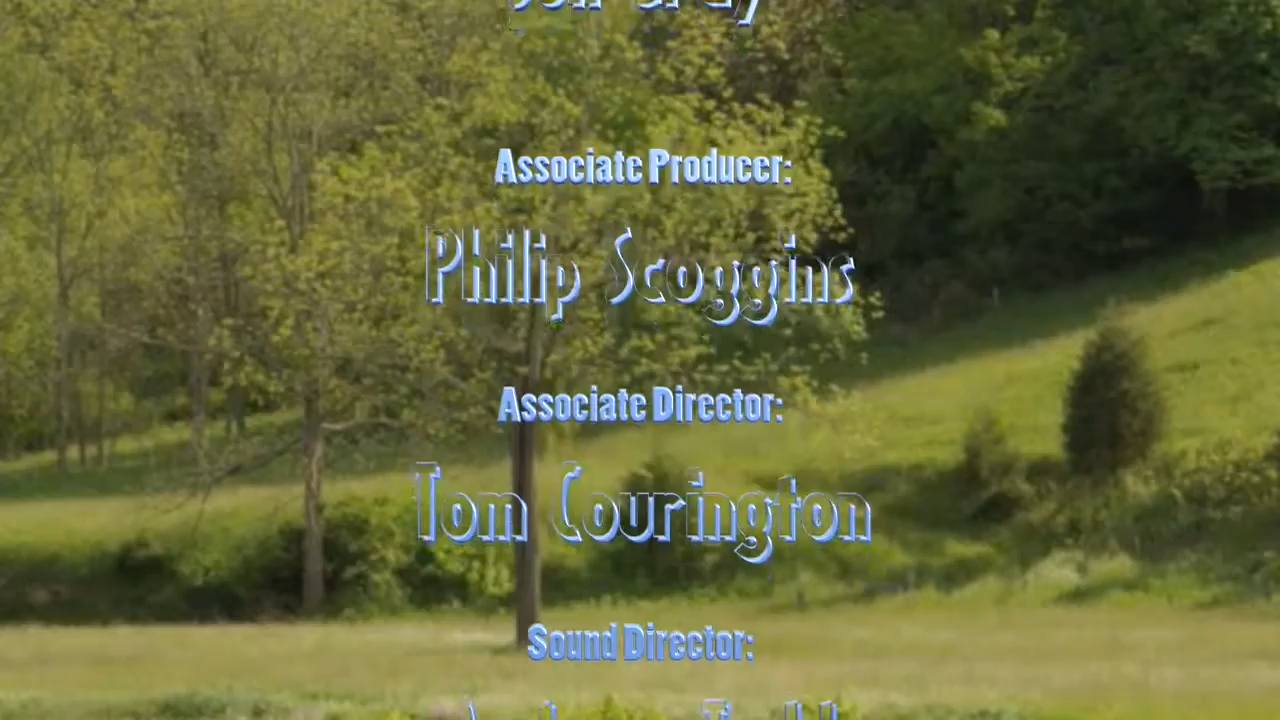 Associate Producer:
Philip Scoggins
Associate Director:
Tom Courington
Sound Director: